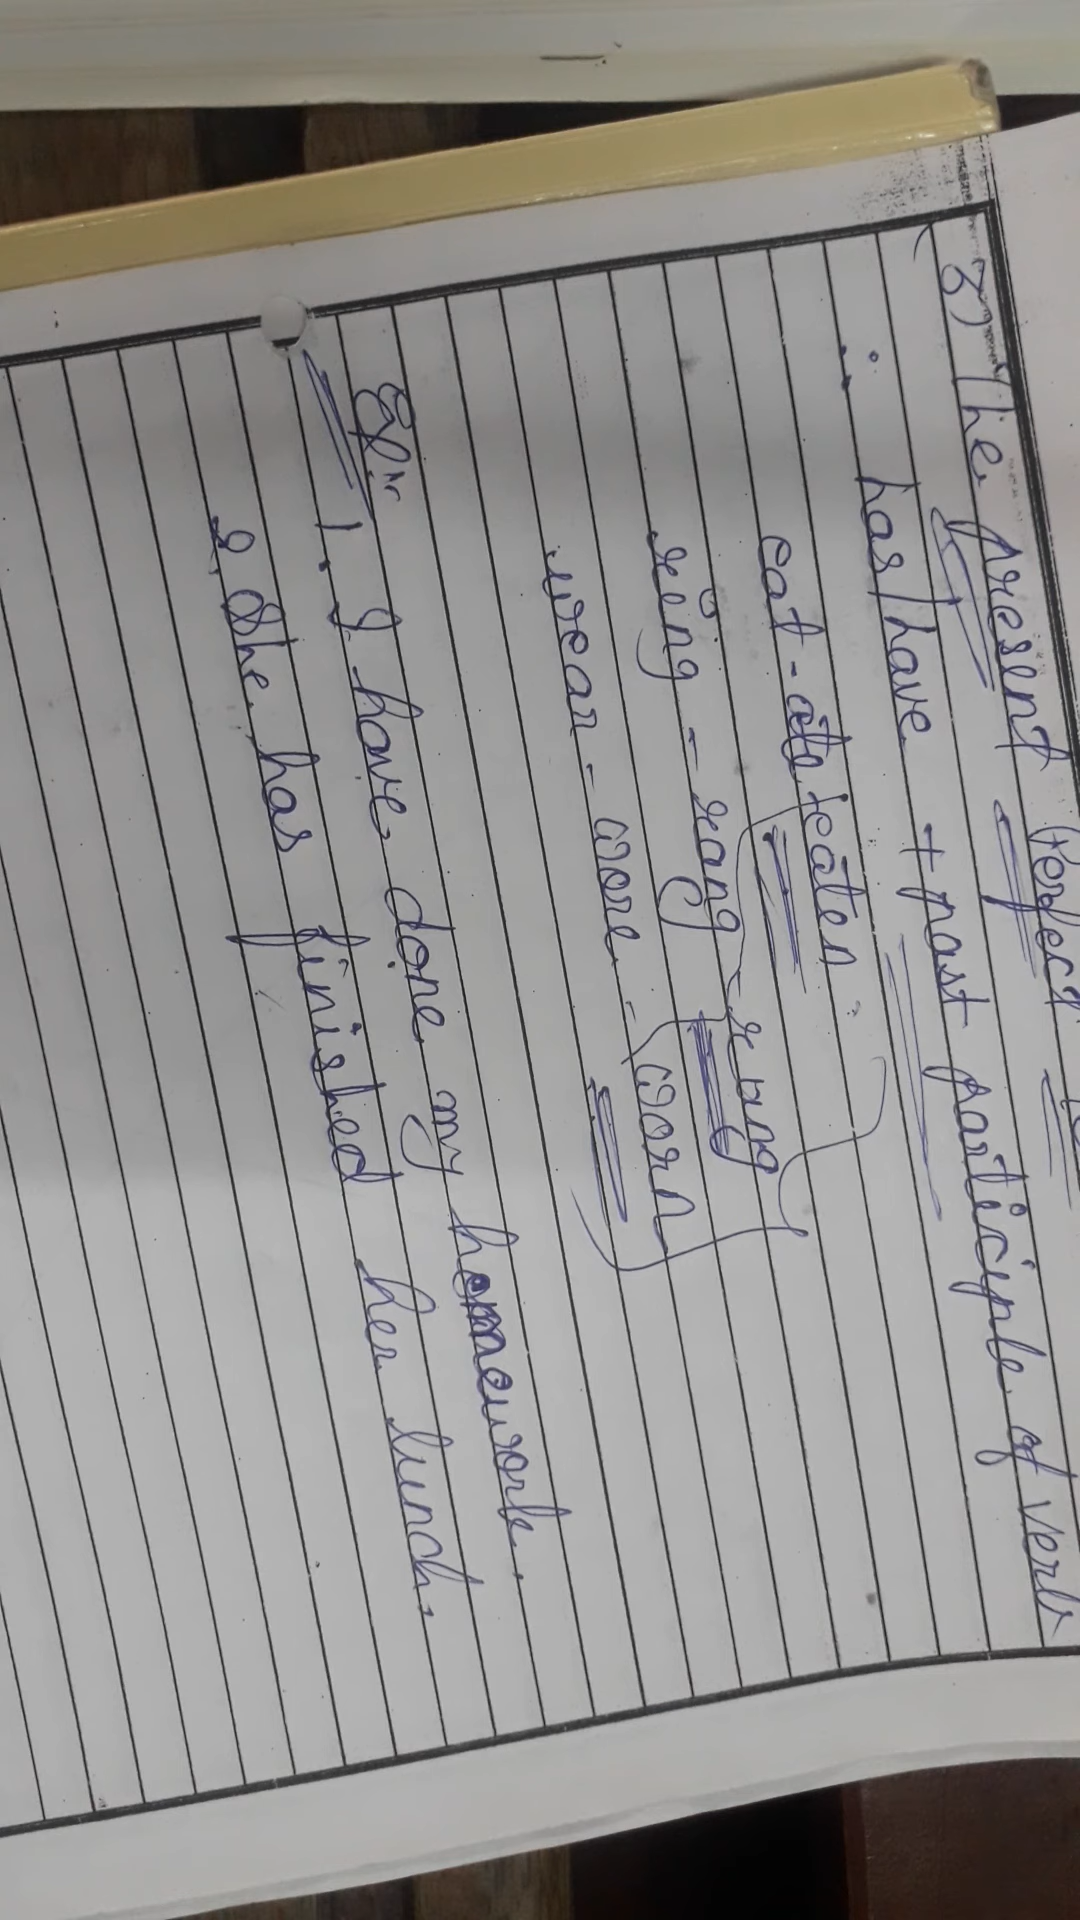 3) The present Perfect
∴ has/have + past participle of verb
eat - ate - eaten
ring - rang - rung
wear - wore - worn
Eg:-
1. I have done my homework.
2. She has finished her lunch.